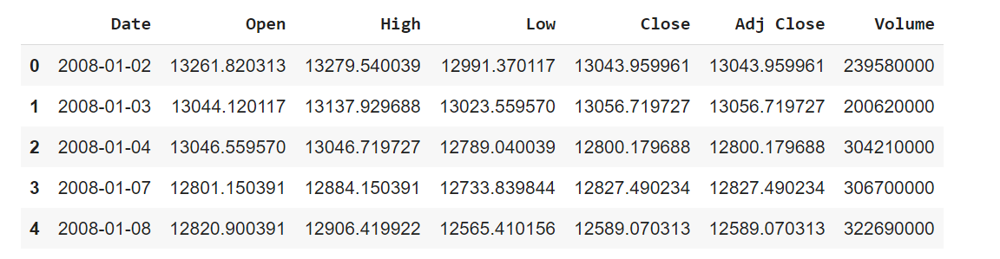 Date Open High Low Close Adj Close Volume
0 2008-01-02 13261.820313 13279.540039 12991.370117 13043.959961 13043.959961 239580000
1 2008-01-03 13044.120117 13137.929688 13023.559570 13056.719727 13056.719727 200620000
2 2008-01-04 13046.559570 13046.719727 12789.040039 12800.179688 12800.179688 304210000
3 2008-01-07 12801.150391 12884.150391 12733.839844 12827.490234 12827.490234 306700000
4 2008-01-08 12820.900391 12906.419922 12565.410156 12589.070313 12589.070313 322690000